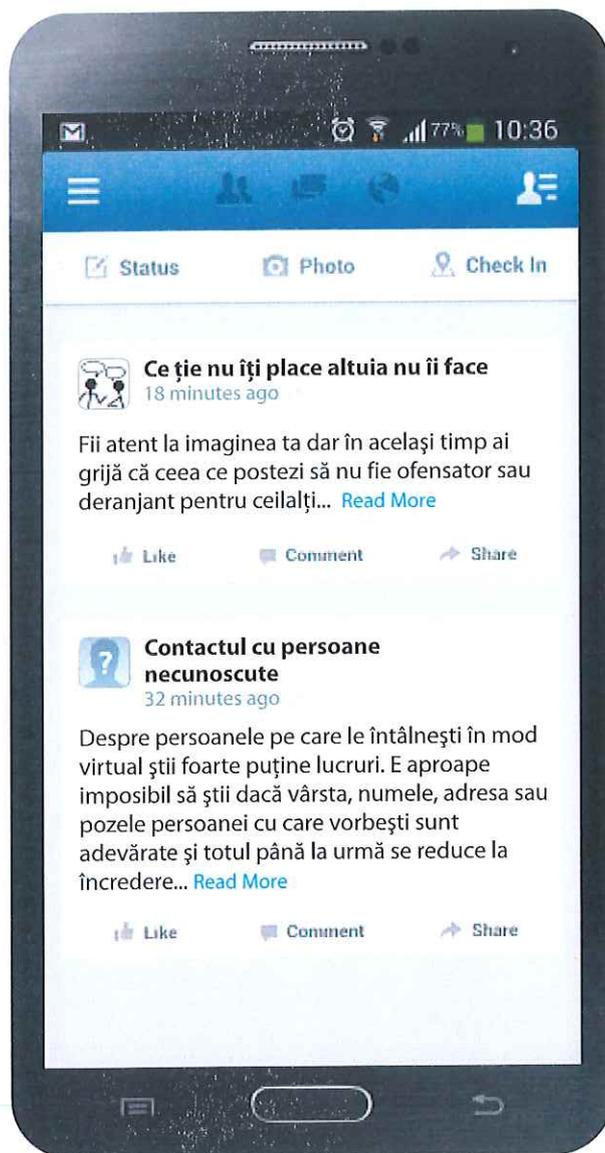 77% 10:36
Status Photo Check In
Ce ţie nu îţi place altuia nu îi face
18 minutes ago
Fii atent la imaginea ta dar în acelaşi timp ai
grijă că ceea ce postezi să nu fie ofensator sau
deranjant pentru ceilalţi... Read More
Like Comment Share
?
Contactul cu persoane
necunoscute
32 minutes ago
Despre persoanele pe care le întâlneşti în mod
virtual ştii foarte puţine lucruri. E aproape
imposibil să ştii dacă vârsta, numele, adresa sau
pozele persoanei cu care vorbeşti sunt
adevărate şi totul până la urmă se reduce la
încredere... Read More
Like Comment Share